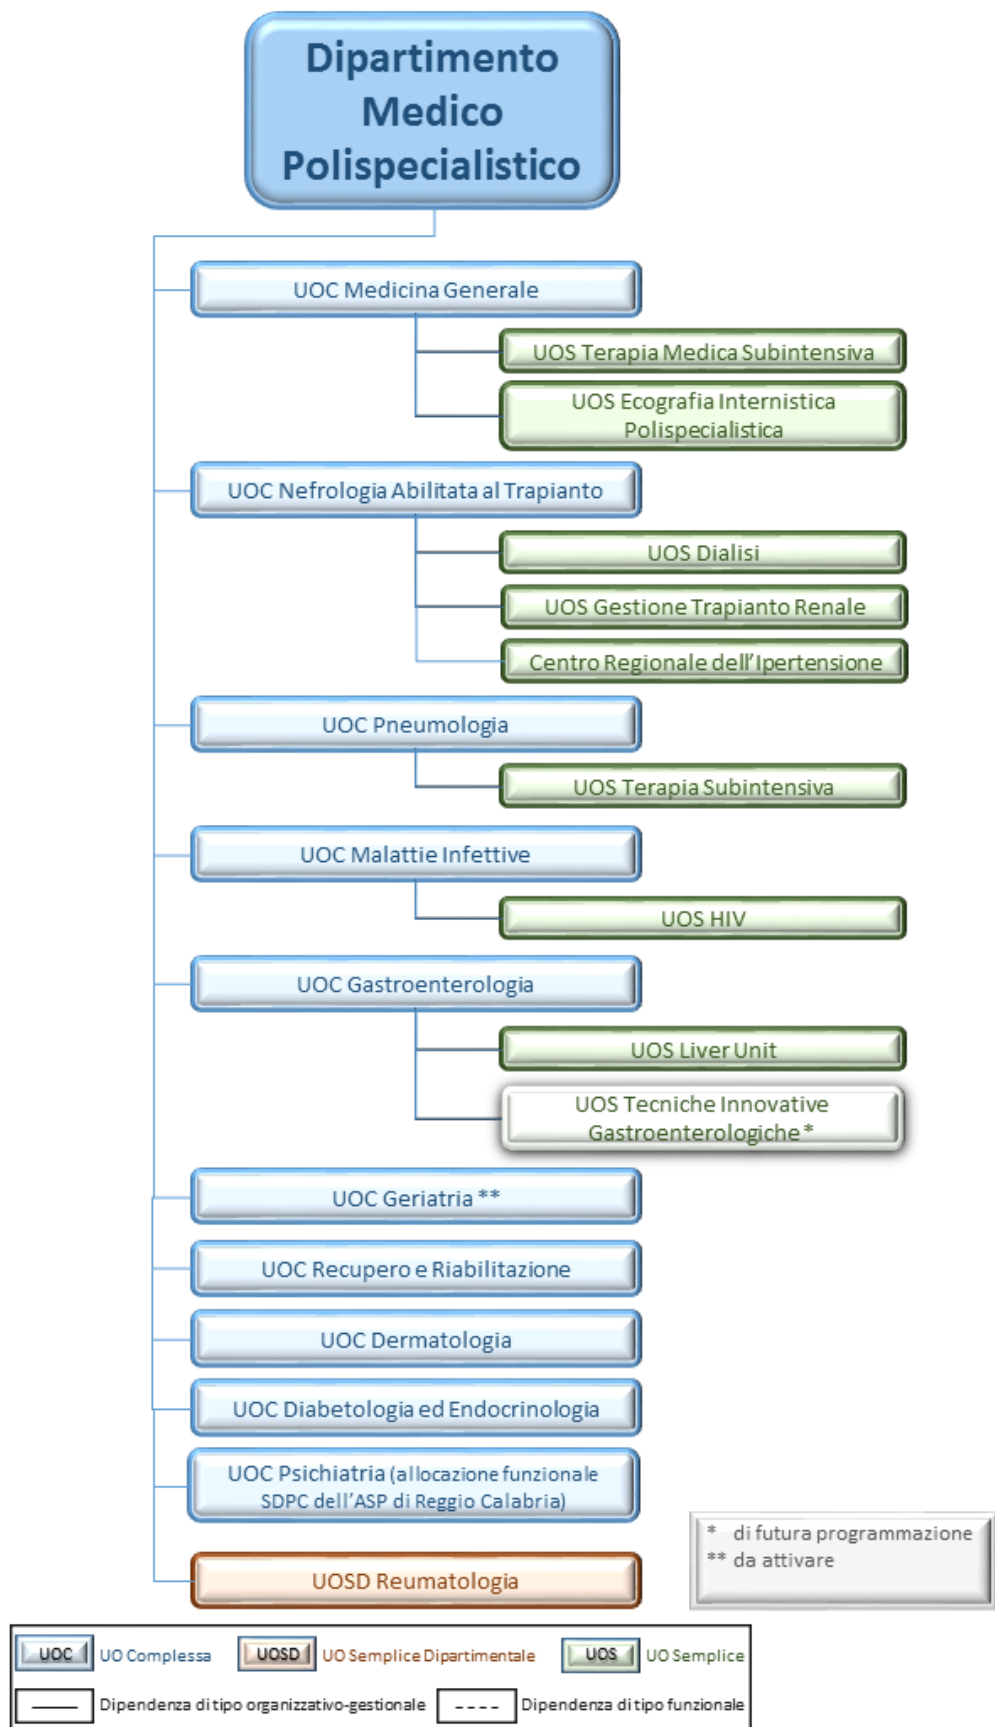 Dipartimento
Medico
Polispecialistico
UOC Medicina Generale
UOS Terapia Medica Subintensiva
UOS Ecografia Internistica
Polispecialistica
UOC Nefrologia Abilitata al Trapianto
UOS Dialisi
UOS Gestione Trapianto Renale
Centro Regionale dell'Ipertensione
UOC Pneumologia
UOS Terapia Subintensiva
UOC Malattie Infettive
UOS HIV
UOC Gastroenterologia
UOS Liver Unit
UOS Tecniche Innovative
Gastroenterologiche *
UOC Geriatria **
UOC Recupero e Riabilitazione
UOC Dermatologia
UOC Diabetologia ed Endocrinologia
UOC Psichiatria (allocazione funzionale
SDPC dell'ASP di Reggio Calabria)
* di futura programmazione
** da attivare
UOSD Reumatologia
UOC UO Complessa UOSD UO Semplice Dipartimentale UOS UO Semplice
Dipendenza di tipo organizzativo-gestionale Dipendenza di tipo funzionale